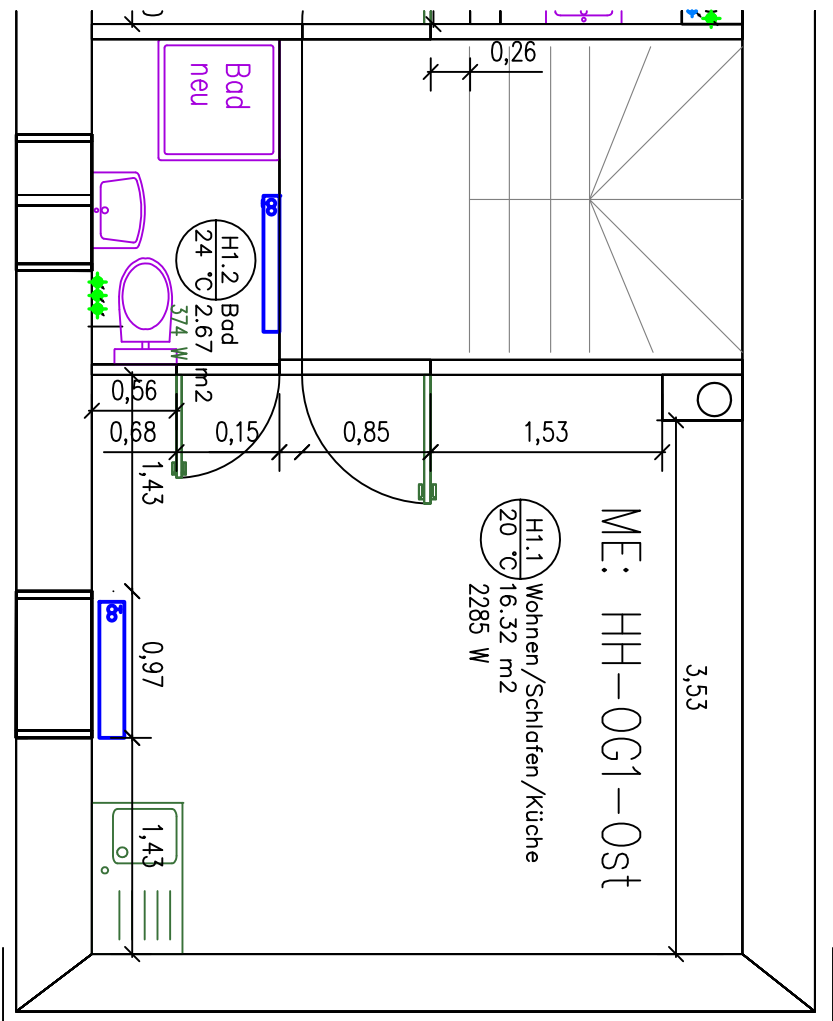 0,26
Bad
neu
H1.2 Bad
24 °C 2.67 m2
374 W
0,56
0,68
0,15
0,85
1,53
1,43
H1.1 Wohnen/Schlafen/Küche
20 °C 16.32 m2
2285 W
ME: HH-OG1-Ost
3,53
0,97
1,43